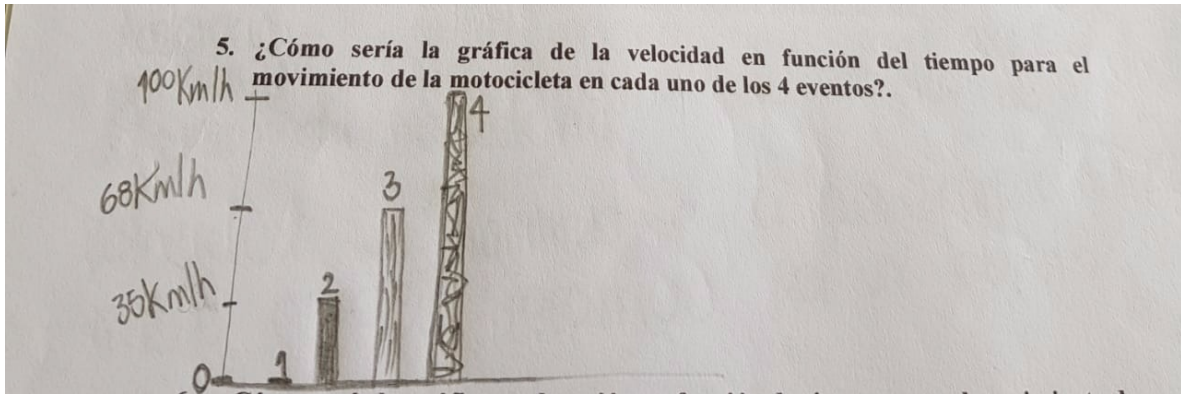 5. ¿Cómo sería la gráfica de la velocidad en función del tiempo para el
movimiento de la motocicleta en cada uno de los 4 eventos?.
100Km/h
4
68Km/h
3
35Km/h
2
1
0